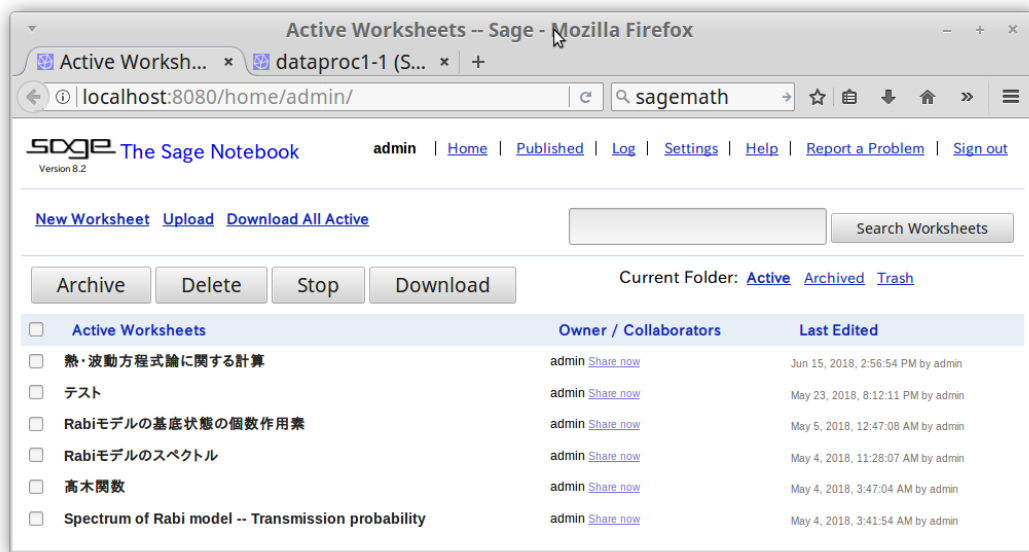 Active Worksheets -- Sage - Mozilla Firefox
Active Worksh... × dataproc1-1 (S... × +
localhost:8080/home/admin/ sagemath
sage The Sage Notebook admin | Home | Published | Log | Settings | Help | Report a Problem | Sign out
Version 8.2
New Worksheet Upload Download All Active Search Worksheets
Archive Delete Stop Download Current Folder: Active Archived Trash
Active Worksheets Owner / Collaborators Last Edited
熱・波動方程式論に関する計算 admin Share now Jun 15, 2018, 2:56:54 PM by admin
テスト admin Share now May 23, 2018, 8:12:11 PM by admin
Rabiモデルの基底状態の個数作用素 admin Share now May 5, 2018, 12:47:08 AM by admin
Rabiモデルのスペクトル admin Share now May 4, 2018, 11:28:07 AM by admin
高木関数 admin Share now May 4, 2018, 3:47:04 AM by admin
Spectrum of Rabi model -- Transmission probability admin Share now May 4, 2018, 3:41:54 AM by admin